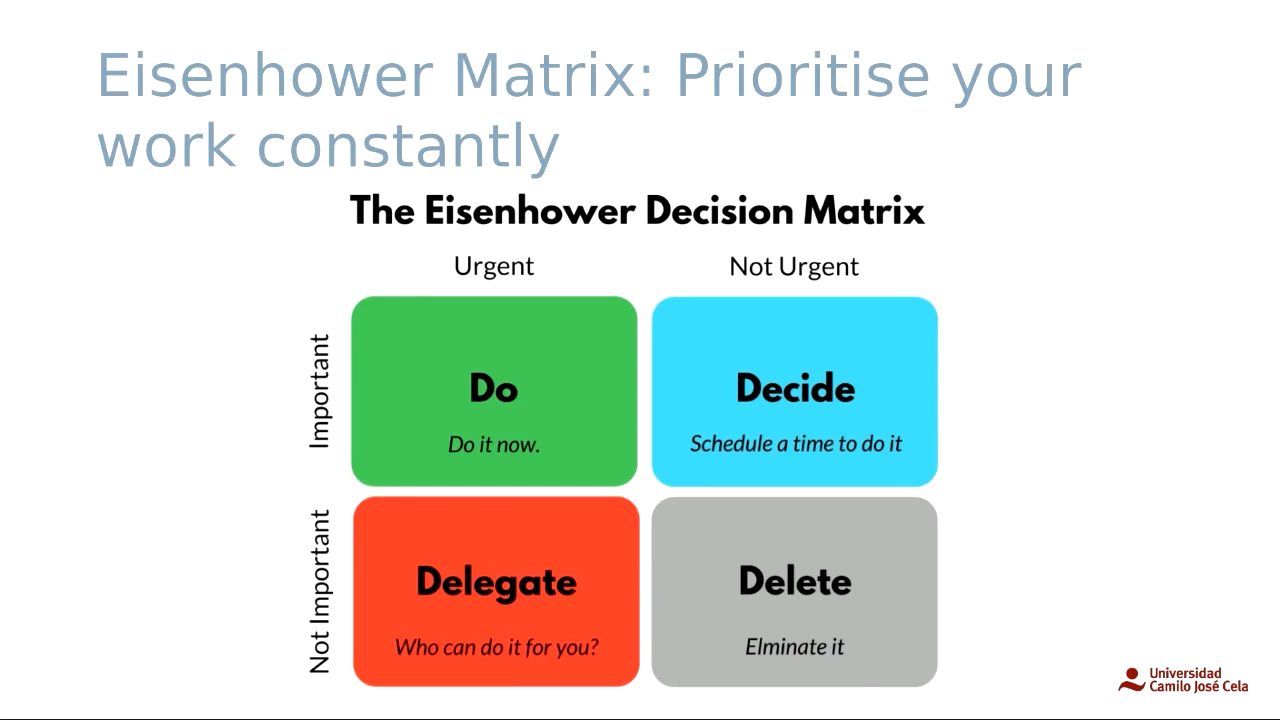 Eisenhower Matrix: Prioritise your
work constantly
The Eisenhower Decision Matrix
Urgent
Not Urgent
Important
Do
Do it now.
Decide
Schedule a time to do it
Not Important
Delegate
Who can do it for you?
Delete
Elminate it
Universidad
Camilo José Cela